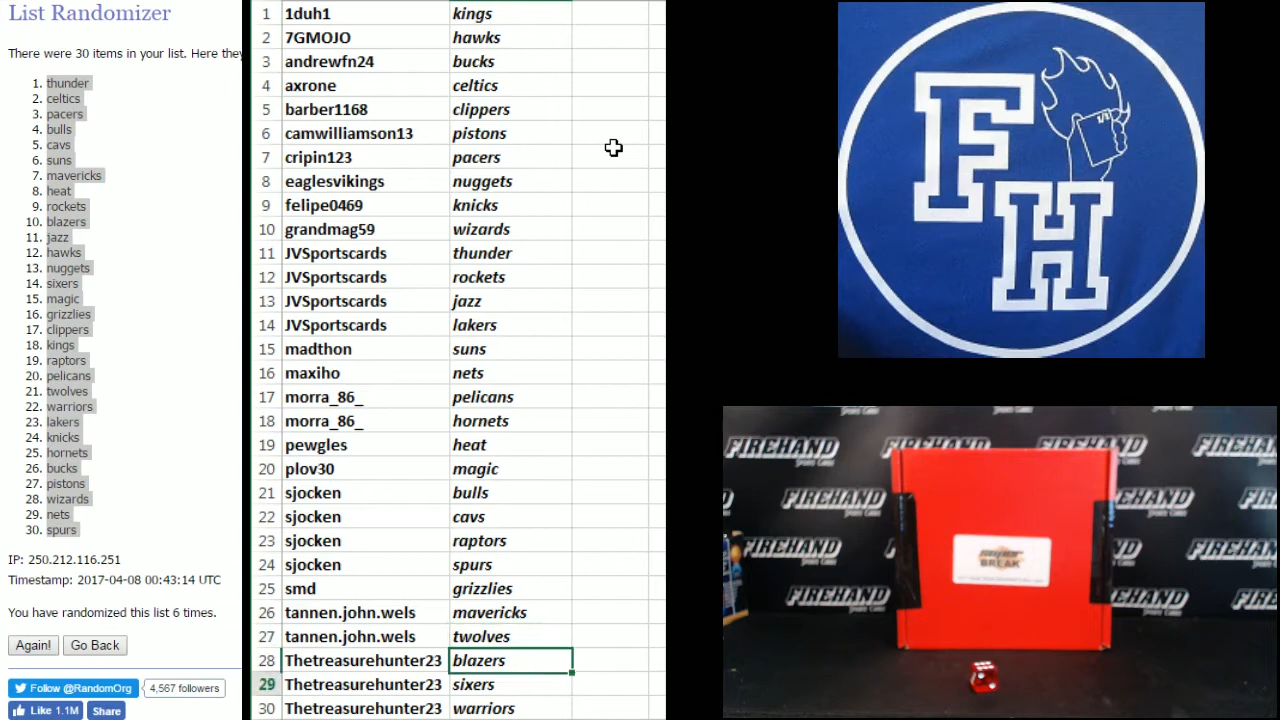 List Randomizer
There were 30 items in your list. Here they
1. thunder
2. celtics
3. pacers
4. bulls
5. cavs
6. suns
7. mavericks
8. heat
9. rockets
10. blazers
11. jazz
12. hawks
13. nuggets
14. sixers
15. magic
16. grizzlies
17. clippers
18. kings
19. raptors
20. pelicans
21. twolves
22. warriors
23. lakers
24. knicks
25. hornets
26. bucks
27. pistons
28. wizards
29. nets
30. spurs
IP: 250.212.116.251
Timestamp: 2017-04-08 00:43:14 UTC
You have randomized this list 6 times.
Again! Go Back
Follow @RandomOrg 4,567 followers
Like 1.1M Share
1 1duh1 kings
2 7GMOJO hawks
3 andrewfn24 bucks
4 axrone celtics
5 barber1168 clippers
6 camwilliamson13 pistons
7 cripin123 pacers
8 eaglesvikings nuggets
9 felipe0469 knicks
10 grandmag59 wizards
11 JVSportscards thunder
12 JVSportscards rockets
13 JVSportscards jazz
14 JVSportscards lakers
15 madthon suns
16 maxiho nets
17 morra_86_ pelicans
18 morra_86_ hornets
19 pewgles heat
20 plov30 magic
21 sjocken bulls
22 sjocken cavs
23 sjocken raptors
24 sjocken spurs
25 smd grizzlies
26 tannen.john.wels mavericks
27 tannen.john.wels twolves
28 Thetreasurehunter23 blazers
29 Thetreasurehunter23 sixers
30 Thetreasurehunter23 warriors
F 1/1
H
FIREHAND FIREHAND FIREHAND FIREHAND
FIREHAND FIREHAND
FIREHAND FIREHAND
FIREHAND FIREHAND
BREAK